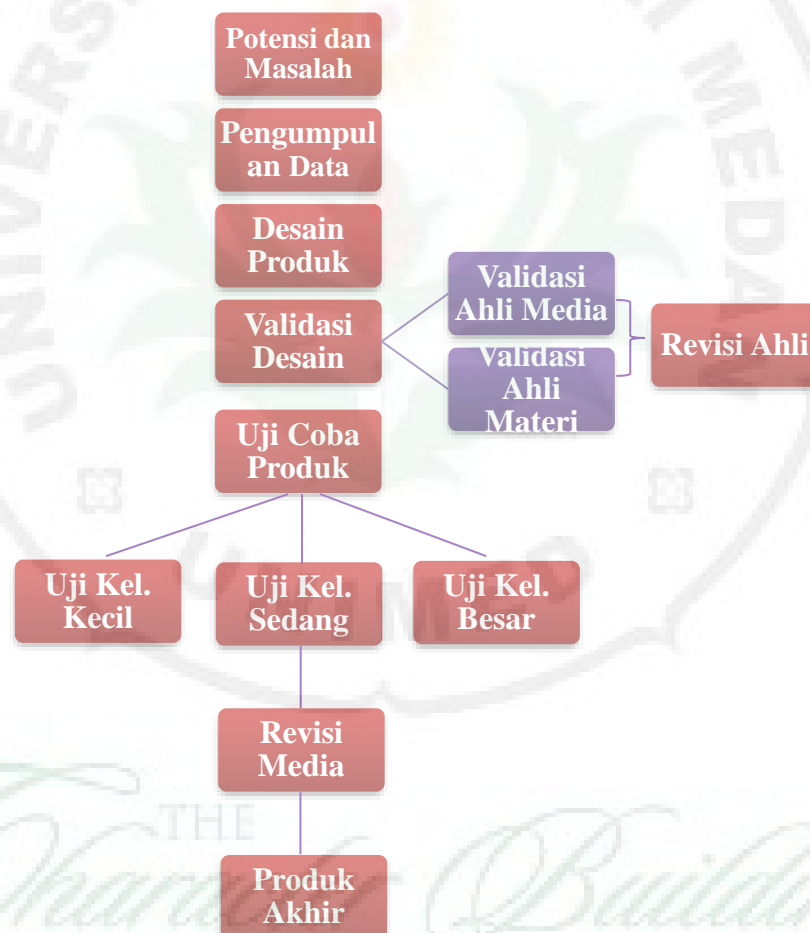 Potensi dan
Masalah
Pengumpul
an Data
Desain
Produk
Validasi
Desain
Validasi
Ahli Media
Validasi
Ahli
Materi
Revisi Ahli
Uji Coba
Produk
Uji Kel.
Kecil
Uji Kel.
Sedang
Uji Kel.
Besar
UNIMED
Revisi
Media
THE
Produk
Akhir